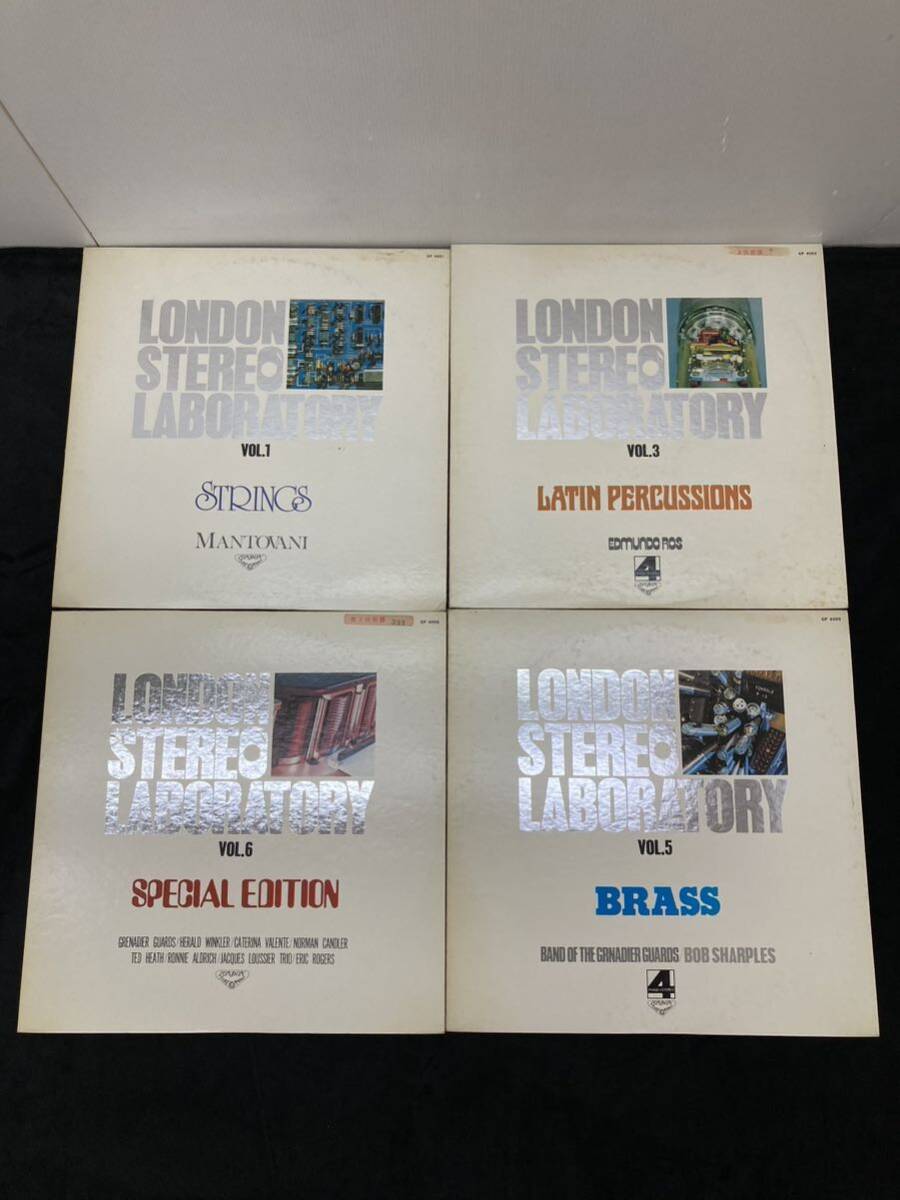 LONDON
STEREO
LABORATORY
VOL.1
STRINGS
MANTOVANI
LONDON
STEREO
LABORATORY
VOL.3
LATIN PERCUSSIONS
EDMUNDO ROS
4
LONDON
STEREO
LABORATORY
VOL.6
SPECIAL EDITION
GRENADIER GUARDS/HERALD WINKLER/CATERINA VALENTE/NORMAN CANDLER
TED HEATH/RONNIE ALDRICH/JACQUES LOUSSIER TRIO/ERIC ROGERS
LONDON
STEREO
LABORATORY
VOL.5
BRASS
BAND OF THE GRNADIER GUARDS BOB SHARPLES
4